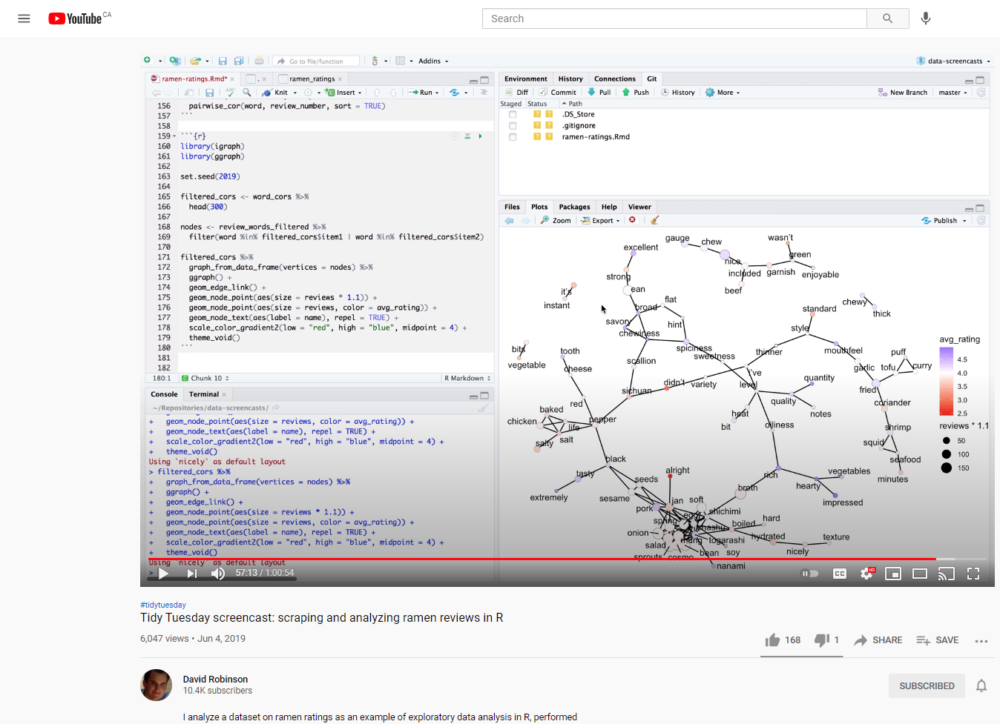 YouTube CA
Search
Go to file/function
Addins
data-screencasts
ramen-ratings.Rmd*
ramen_ratings
Knit
Insert
Run
156 pairwise_cor(word, review_number, sort = TRUE)
157 ```
158
159 ```{r}
160 library(igraph)
161 library(ggraph)
162
163 set.seed(2019)
164
165 filtered_cors <- word_cors %>%
166 head(300)
167
168 nodes <- review_words_filtered %>%
169 filter(word %in% filtered_cors$item1 | word %in% filtered_cors$item2)
170
171 filtered_cors %>%
172 graph_from_data_frame(vertices = nodes) %>%
173 ggraph() +
174 geom_edge_link() +
175 geom_node_point(aes(size = reviews * 1.1)) +
176 geom_node_point(aes(size = reviews, color = avg_rating)) +
177 geom_node_text(aes(label = name), repel = TRUE) +
178 scale_color_gradient2(low = "red", high = "blue", midpoint = 4) +
179 theme_void()
180 ```
181
182
180:1 Chunk 10 R Markdown
Console Terminal
~/Repositories/data-screencasts/
+ geom_node_point(aes(size = reviews, color = avg_rating)) +
+ geom_node_text(aes(label = name), repel = TRUE) +
+ scale_color_gradient2(low = "red", high = "blue", midpoint = 4) +
+ theme_void()
Using `nicely` as default layout
> filtered_cors %>%
+ graph_from_data_frame(vertices = nodes) %>%
+ ggraph() +
+ geom_edge_link() +
+ geom_node_point(aes(size = reviews * 1.1)) +
+ geom_node_point(aes(size = reviews, color = avg_rating)) +
+ geom_node_text(aes(label = name), repel = TRUE) +
+ scale_color_gradient2(low = "red", high = "blue", midpoint = 4) +
+ theme_void()
Using `nicely` as default layout
>
Environment History Connections Git
Diff Commit Pull Push History More New Branch master
Staged Status Path
? ? .DS_Store
? ? .gitignore
? ? ramen-ratings.Rmd
Files Plots Packages Help Viewer
Zoom Export Publish
gauge chew wasn't
excellent
nice green
included garnish enjoyable
strong
beef
it's ean
instant
broad flat
chewy
standard thick
savory hint
chewiness
style
bits tooth
vegetable
spiciness
sweetness
thinner
mouthfeel
puff
cheese scallion
garlic tofu curry
i've
didn't variety level
quantity
sichuan
fried
red
quality
coriander
baked
heat notes
chicken life pepper
bit oiliness
shrimp
salty salt
squid
seafood
black
alright
rich vegetables
minutes
tasty seeds
hearty
extremely sesame
broth
impressed
jan soft
pork egg shichimi
spring
hard
onion nashu boiled
hydrated texture
salad mung togarashi
nicely
sprouts cosmo bean soy
nanami
avg_rating
4.5
4.0
3.5
3.0
2.5
reviews * 1.1
50
100
150
57:13 / 1:00:54
CC HD
#tidytuesday
Tidy Tuesday screencast: scraping and analyzing ramen reviews in R
6,047 views • Jun 4, 2019
168 1 SHARE SAVE
David Robinson
10.4K subscribers
SUBSCRIBED
I analyze a dataset on ramen ratings as an example of exploratory data analysis in R, performed